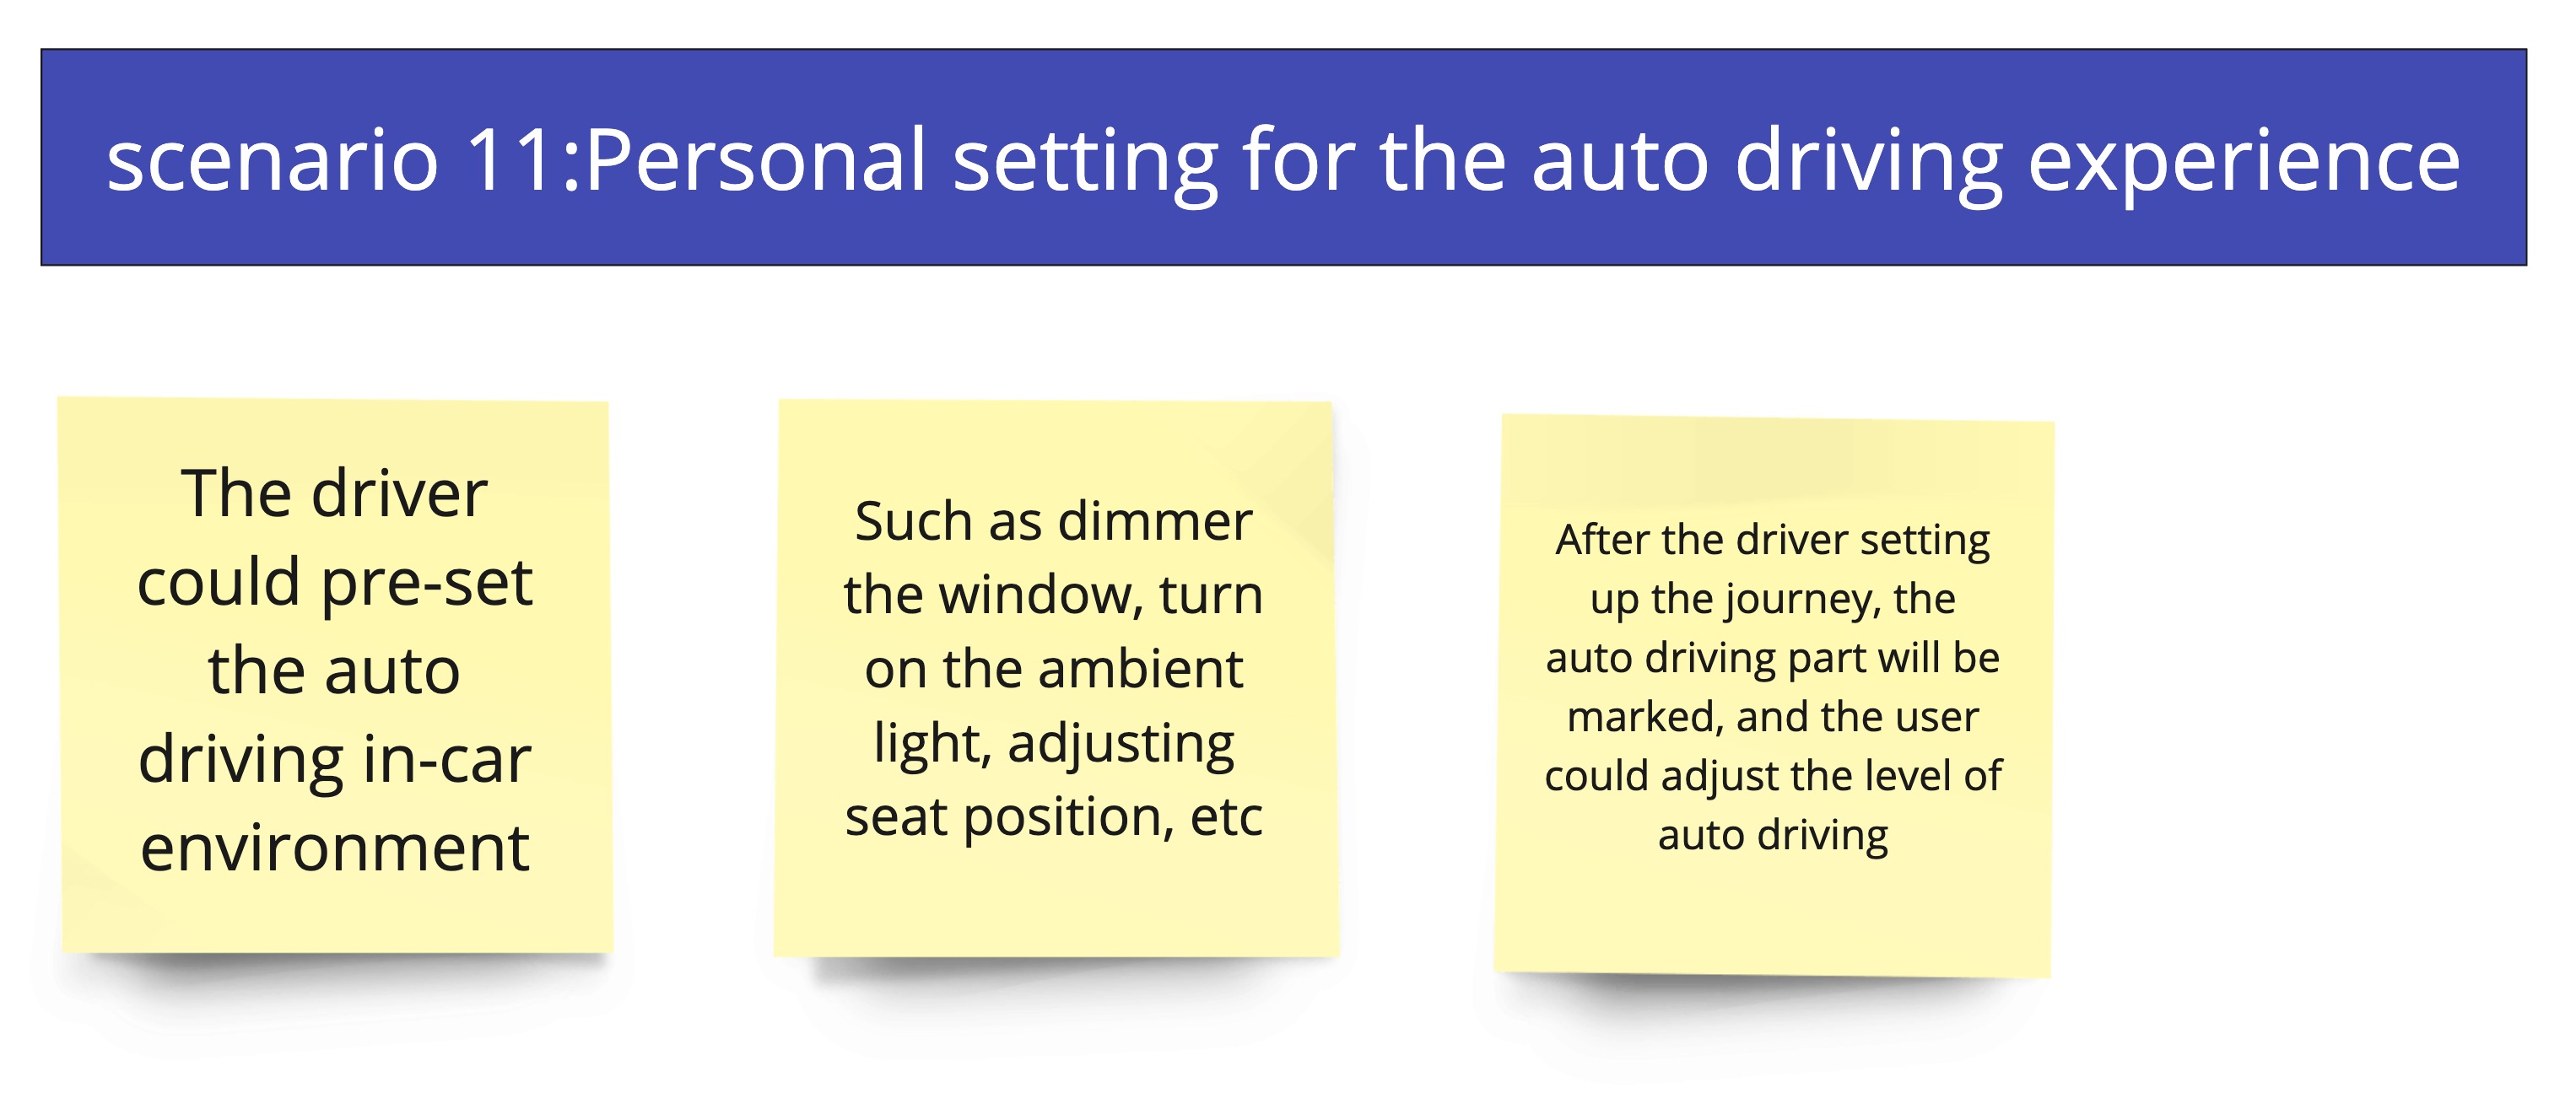 scenario 11:Personal setting for the auto driving experience
The driver
could pre-set
the auto
driving in-car
environment
Such as dimmer
the window, turn
on the ambient
light, adjusting
seat position, etc
After the driver setting
up the journey, the
auto driving part will be
marked, and the user
could adjust the level of
auto driving